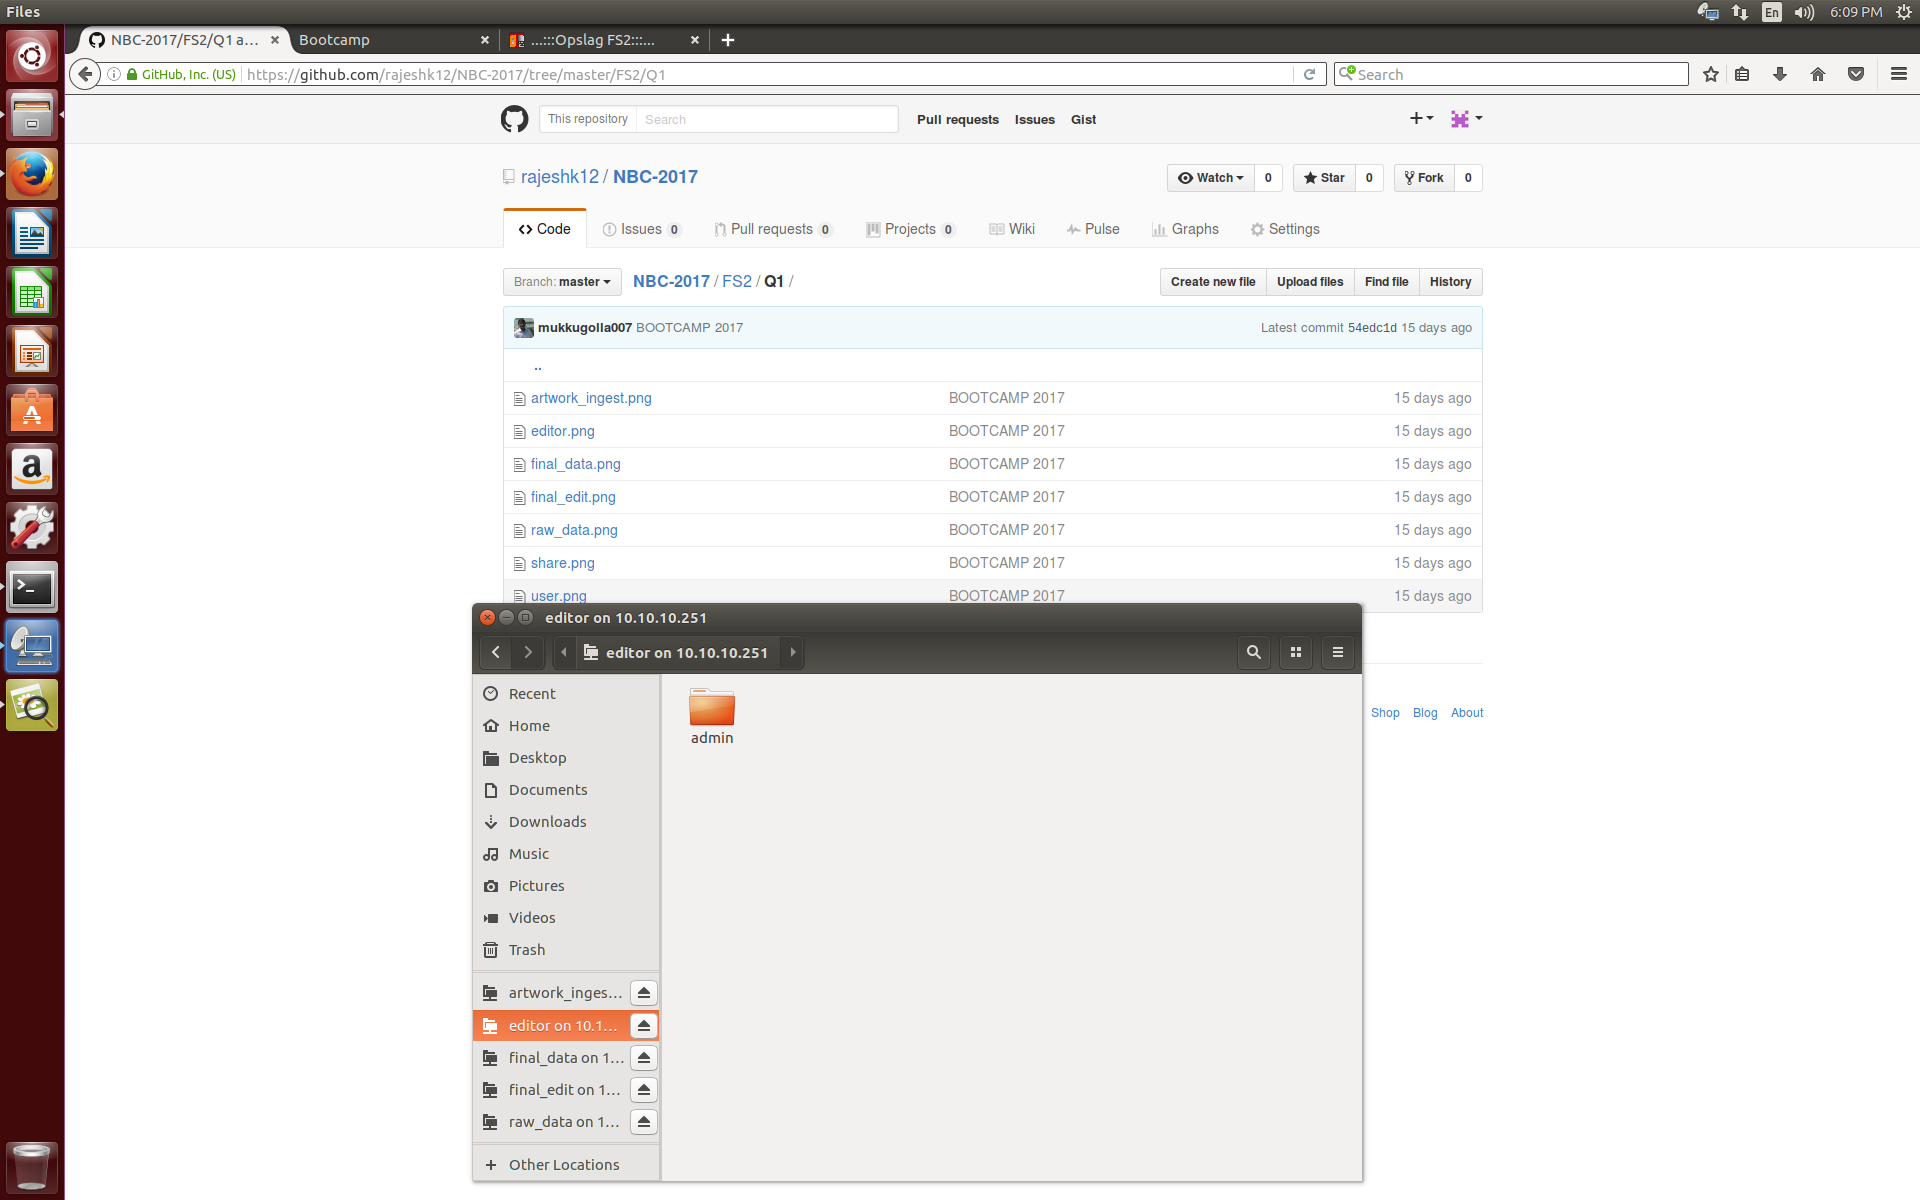 Files
En
6:09 PM
NBC-2017/FS2/Q1 a...
Bootcamp
...:::Opslag FS2:::...
GitHub, Inc. (US)
https://github.com/rajeshk12/NBC-2017/tree/master/FS2/Q1
Search
This repository
Search
Pull requests
Issues
Gist
rajeshk12 / NBC-2017
Watch 0
Star 0
Fork 0
Code
Issues 0
Pull requests 0
Projects 0
Wiki
Pulse
Graphs
Settings
Branch: master
NBC-2017 / FS2 / Q1 /
Create new file
Upload files
Find file
History
mukkugolla007 BOOTCAMP 2017
Latest commit 54edc1d 15 days ago
..
artwork_ingest.png BOOTCAMP 2017 15 days ago
editor.png BOOTCAMP 2017 15 days ago
final_data.png BOOTCAMP 2017 15 days ago
final_edit.png BOOTCAMP 2017 15 days ago
raw_data.png BOOTCAMP 2017 15 days ago
share.png BOOTCAMP 2017 15 days ago
user.png BOOTCAMP 2017 15 days ago
editor on 10.10.10.251
editor on 10.10.10.251
Recent
Home
Desktop
Documents
Downloads
Music
Pictures
Videos
Trash
artwork_inges...
editor on 10.1...
final_data on 1...
final_edit on 1...
raw_data on 1...
Other Locations
admin
Shop
Blog
About